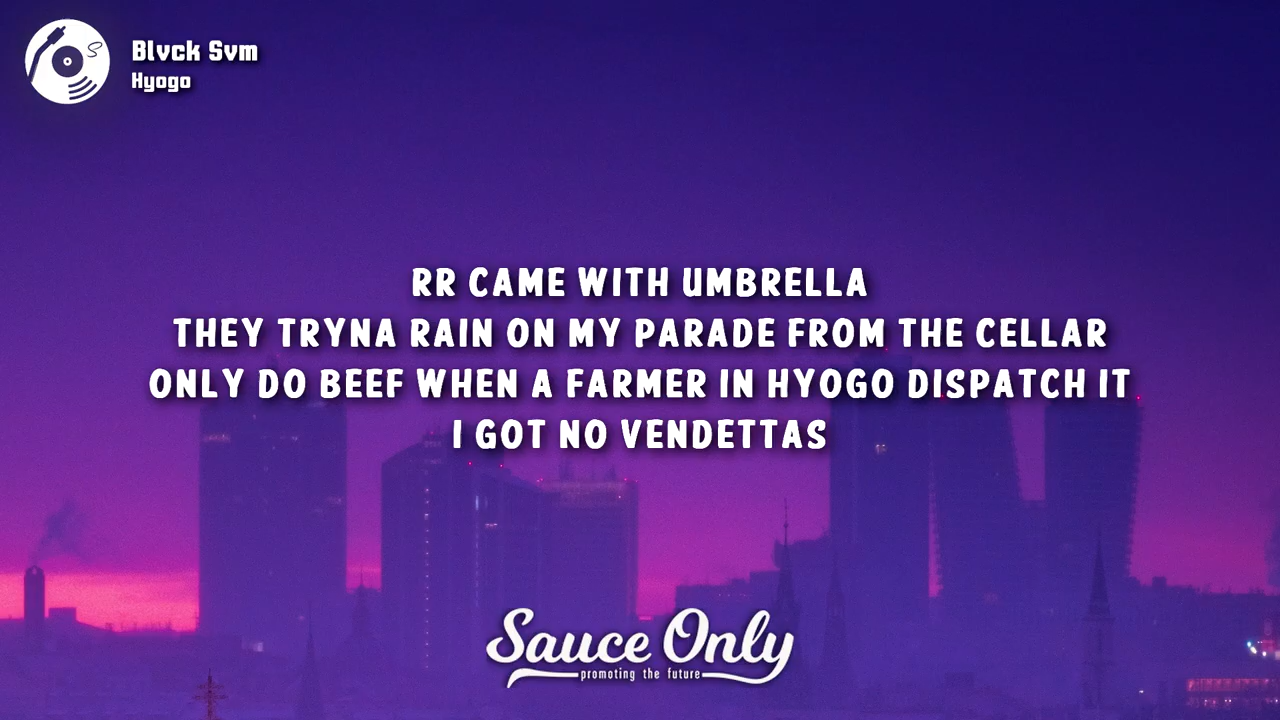 Blvck Svm
Hyogo
RR CAME WITH UMBRELLA
THEY TRYNA RAIN ON MY PARADE FROM THE CELLAR
ONLY DO BEEF WHEN A FARMER IN HYOGO DISPATCH IT
I GOT NO VENDETTAS
Sauce Only
promoting the future